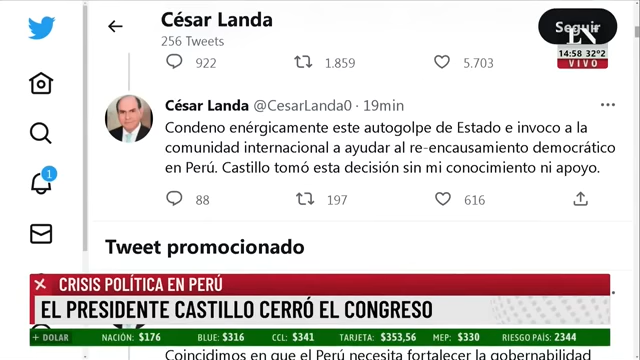 César Landa
256 Tweets
Seguir
LN
14:58 32º2
VIVO
922 1.859 5.703
César Landa @CesarLanda0 · 19min
Condeno enérgicamente este autogolpe de Estado e invoco a la
comunidad internacional a ayudar al re-encausamiento democrático
en Perú. Castillo tomó esta decisión sin mi conocimiento ni apoyo.
1
88 197 616
Tweet promocionado
CRISIS POLÍTICA EN PERÚ
EL PRESIDENTE CASTILLO CERRÓ EL CONGRESO
+ DOLAR NACIÓN: $176 BLUE: $316 CCL: $341 TARJETA: $353,56 MEP: $330 RIESGO PAÍS: 2344
Coincidimos en que el Perú necesita fortalecer la gobernabilidad